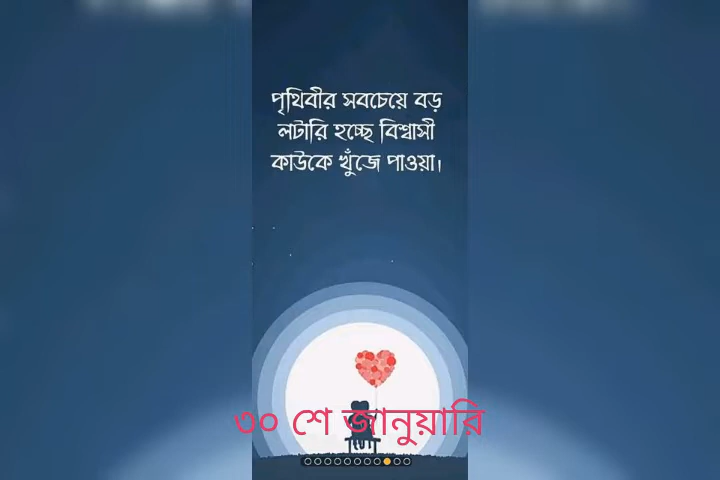 পৃথিবীর সবচেয়ে বড়
লটারি হচ্ছে বিশ্বাসী
কাউকে খুঁজে পাওয়া।
৩০ শে জানুয়ারি